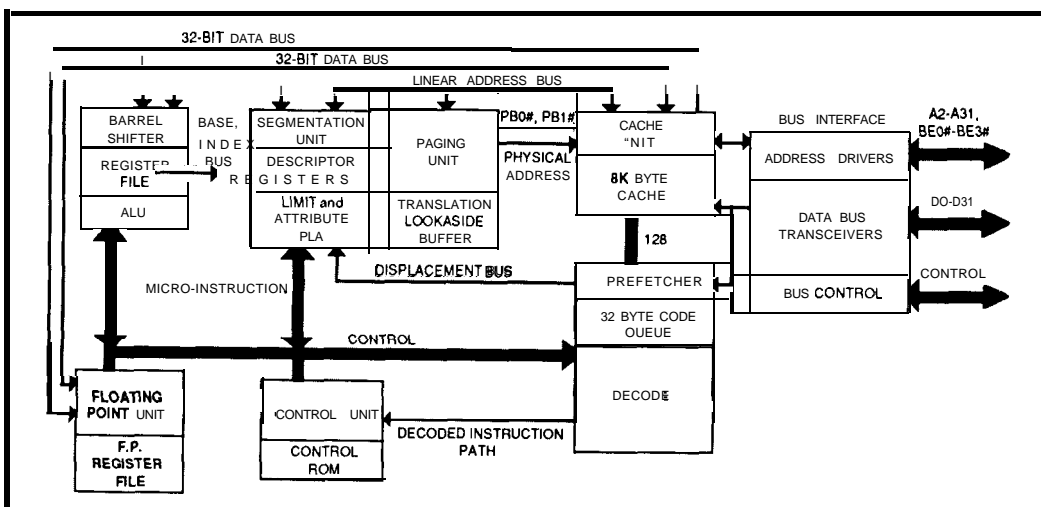 32-BIT DATA BUS
32-BIT DATA BUS
LINEAR ADDRESS BUS
BARREL
SHIFTER
REGISTER
FILE
ALU
BASE,
INDEX
BUS
SEGMENTATION
UNIT
DESCRIPTOR
REGISTERS
LIMIT and
ATTRIBUTE
PLA
PAGING
UNIT
TRANSLATION
LOOKASIDE
BUFFER
PB0#, PB1#
PHYSICAL
ADDRESS
CACHE
"NIT
8K BYTE
CACHE
128
BUS INTERFACE
ADDRESS DRIVERS
DATA BUS
TRANSCEIVERS
BUS CONTROL
A2-A31,
BE0#-BE3#
DO-D31
CONTROL
DISPLACEMENT BUS
MICRO-INSTRUCTION
PREFETCHER
32 BYTE CODE
OUEUE
DECODE
CONTROL
FLOATING
POINT UNIT
F.P.
REGISTER
FILE
CONTROL UNIT
CONTROL
ROM
DECODED INSTRUCTION
PATH